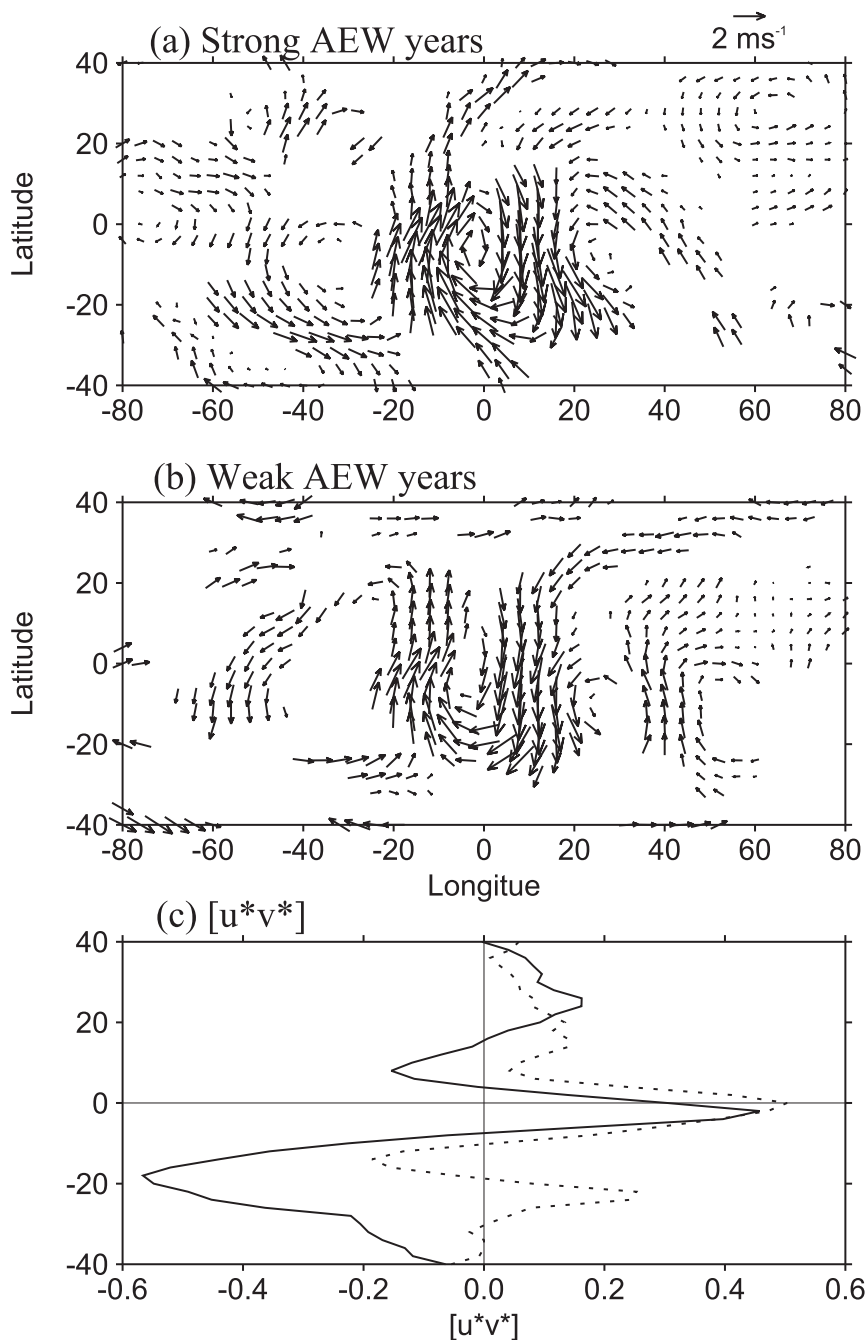 (a) Strong AEW years
2 ms⁻¹
40
20
0
-20
-40
Latitude
-80 -60 -40 -20 0 20 40 60 80
(b) Weak AEW years
40
20
0
-20
-40
Latitude
-80 -60 -40 -20 0 20 40 60 80
Longitue
(c) [u*v*]
40
20
0
-20
-40
-0.6 -0.4 -0.2 0.0 0.2 0.4 0.6
[u*v*]